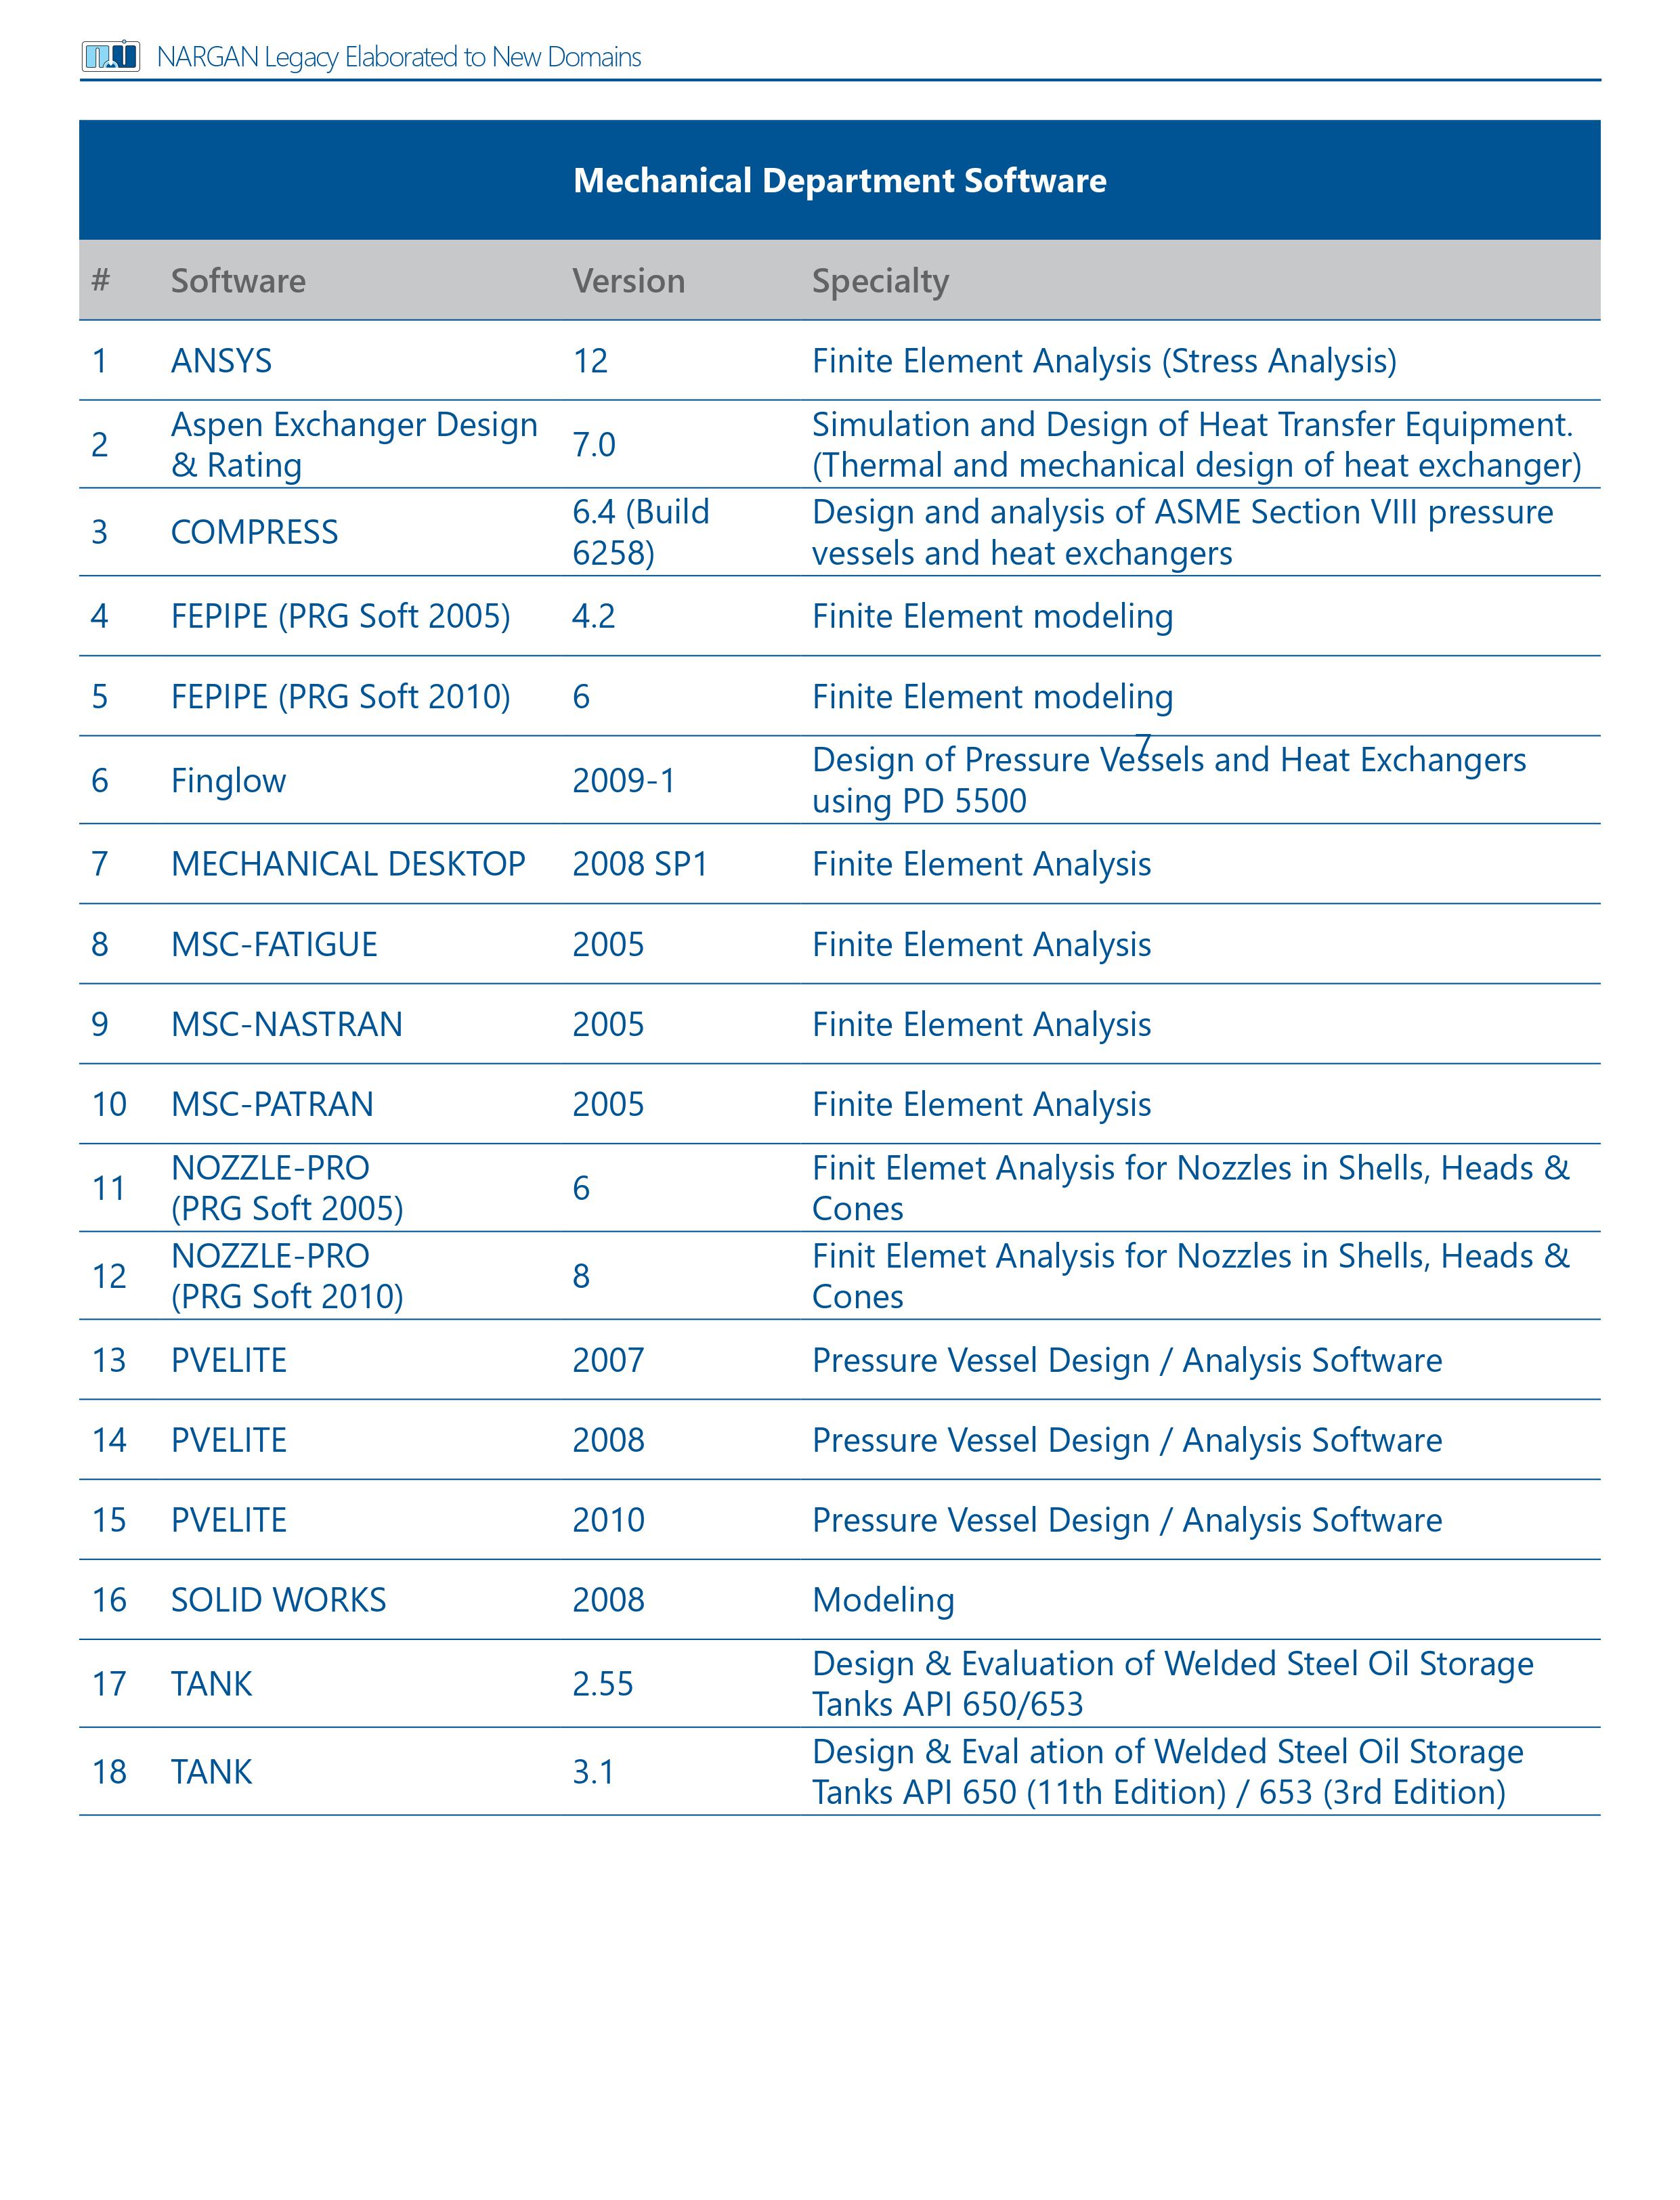 NARGAN Legacy Elaborated to New Domains
Mechanical Department Software
# Software Version Specialty
1 ANSYS 12 Finite Element Analysis (Stress Analysis)
2 Aspen Exchanger Design & Rating 7.0 Simulation and Design of Heat Transfer Equipment. (Thermal and mechanical design of heat exchanger)
3 COMPRESS 6.4 (Build 6258) Design and analysis of ASME Section VIII pressure vessels and heat exchangers
4 FEPIPE (PRG Soft 2005) 4.2 Finite Element modeling
5 FEPIPE (PRG Soft 2010) 6 Finite Element modeling
7
6 Finglow 2009-1 Design of Pressure Vessels and Heat Exchangers using PD 5500
7 MECHANICAL DESKTOP 2008 SP1 Finite Element Analysis
8 MSC-FATIGUE 2005 Finite Element Analysis
9 MSC-NASTRAN 2005 Finite Element Analysis
10 MSC-PATRAN 2005 Finite Element Analysis
11 NOZZLE-PRO (PRG Soft 2005) 6 Finit Elemet Analysis for Nozzles in Shells, Heads & Cones
12 NOZZLE-PRO (PRG Soft 2010) 8 Finit Elemet Analysis for Nozzles in Shells, Heads & Cones
13 PVELITE 2007 Pressure Vessel Design / Analysis Software
14 PVELITE 2008 Pressure Vessel Design / Analysis Software
15 PVELITE 2010 Pressure Vessel Design / Analysis Software
16 SOLID WORKS 2008 Modeling
17 TANK 2.55 Design & Evaluation of Welded Steel Oil Storage Tanks API 650/653
18 TANK 3.1 Design & Eval ation of Welded Steel Oil Storage Tanks API 650 (11th Edition) / 653 (3rd Edition)